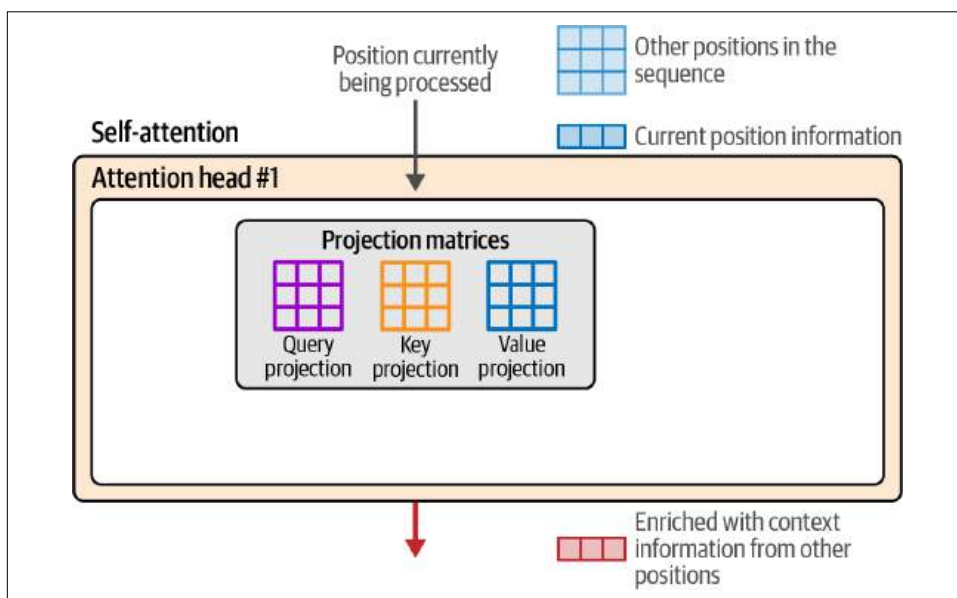 Position currently
being processed
Other positions in the
sequence
Current position information
Self-attention
Attention head #1
Projection matrices
Query
projection
Key
projection
Value
projection
Enriched with context
information from other
positions